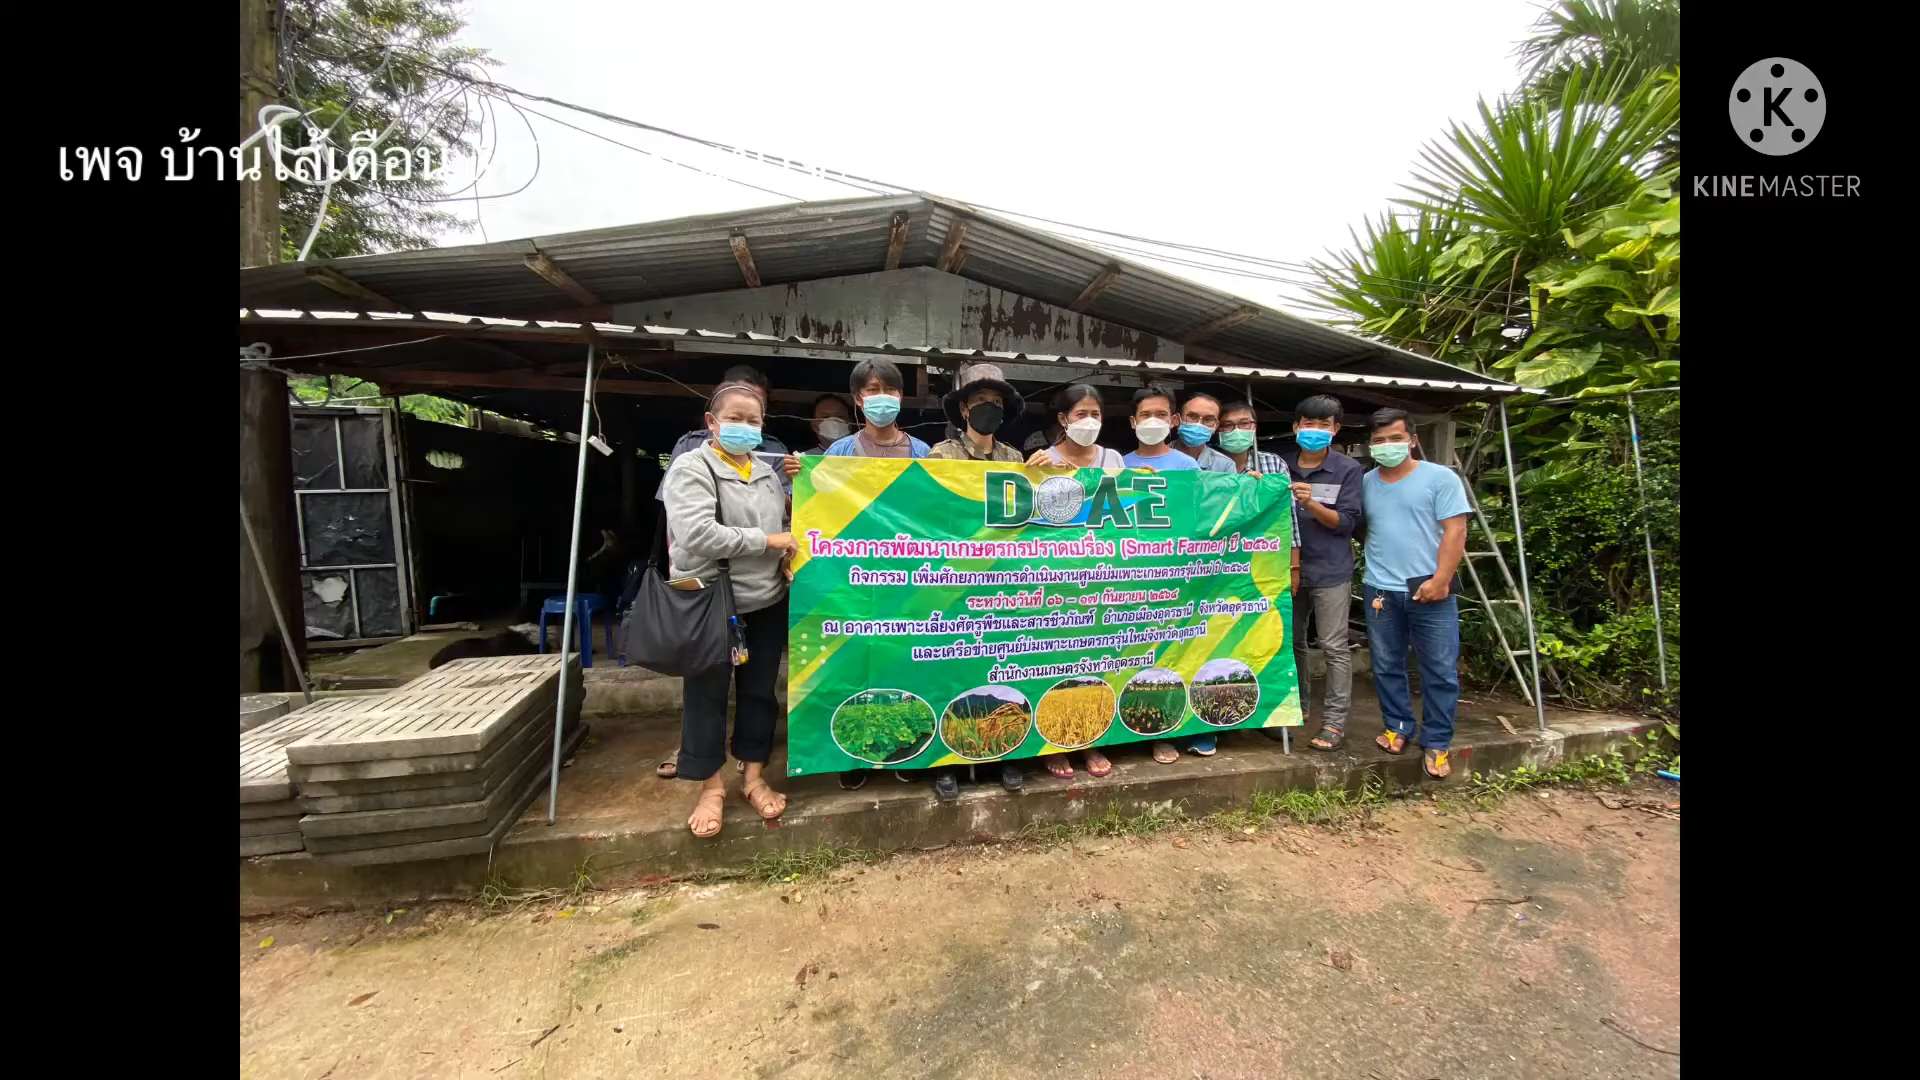 เพจ บ้านไส้เดือน
KINEMASTER
DOAE
โครงการพัฒนาเกษตรกรปราดเปรื่อง (Smart Farmer) ปี ๒๕๖๔
กิจกรรม เพิ่มศักยภาพการดำเนินงานศูนย์บ่มเพาะเกษตรกรรุ่นใหม่ ปี ๒๕๖๔
ระหว่างวันที่ ๑๖ - ๑๗ กันยายน ๒๕๖๔
ณ อาคารเพาะเลี้ยงศัตรูพืชและสารชีวภัณฑ์ อำเภอเมืองอุดรธานี จังหวัดอุดรธานี
และเครือข่ายศูนย์บ่มเพาะเกษตรกรรุ่นใหม่จังหวัดอุดรธานี
สำนักงานเกษตรจังหวัดอุดรธานี